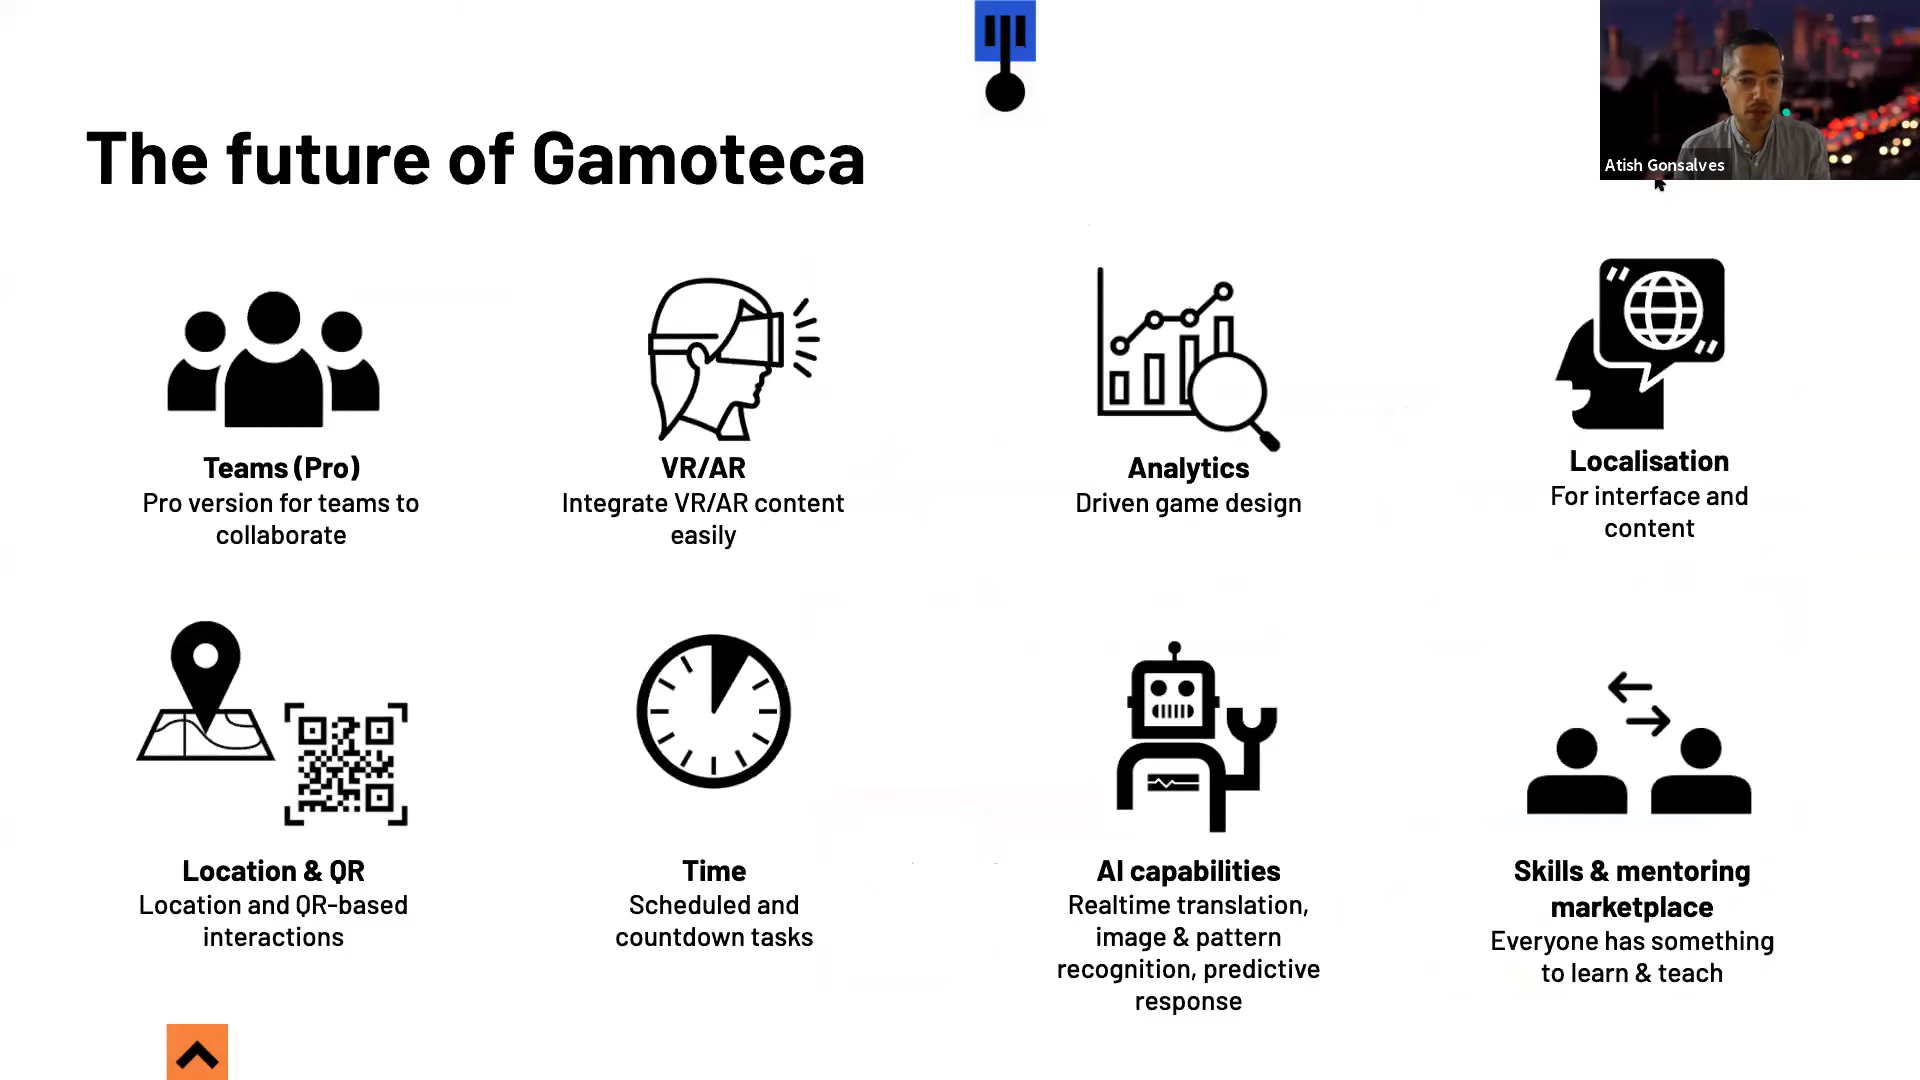 Atish Gonsalves
The future of Gamoteca
Teams (Pro)
Pro version for teams to
collaborate
VR/AR
Integrate VR/AR content
easily
Analytics
Driven game design
Localisation
For interface and
content
Location & QR
Location and QR-based
interactions
Time
Scheduled and
countdown tasks
AI capabilities
Realtime translation,
image & pattern
recognition, predictive
response
Skills & mentoring
marketplace
Everyone has something
to learn & teach